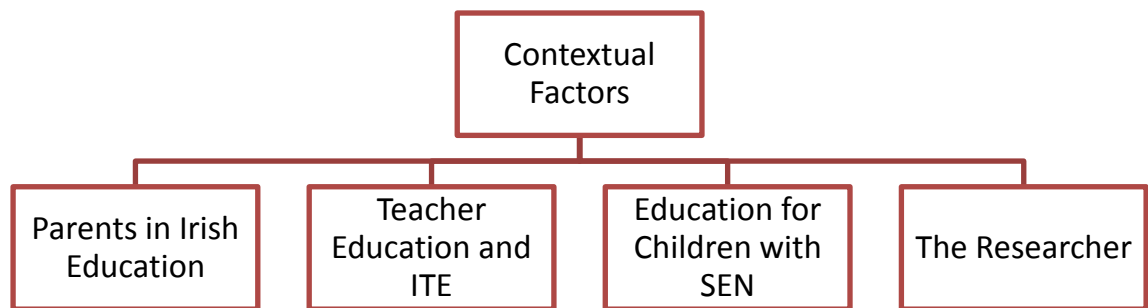 Contextual
Factors
Parents in Irish
Education
Teacher
Education and
ITE
Education for
Children with
SEN
The Researcher